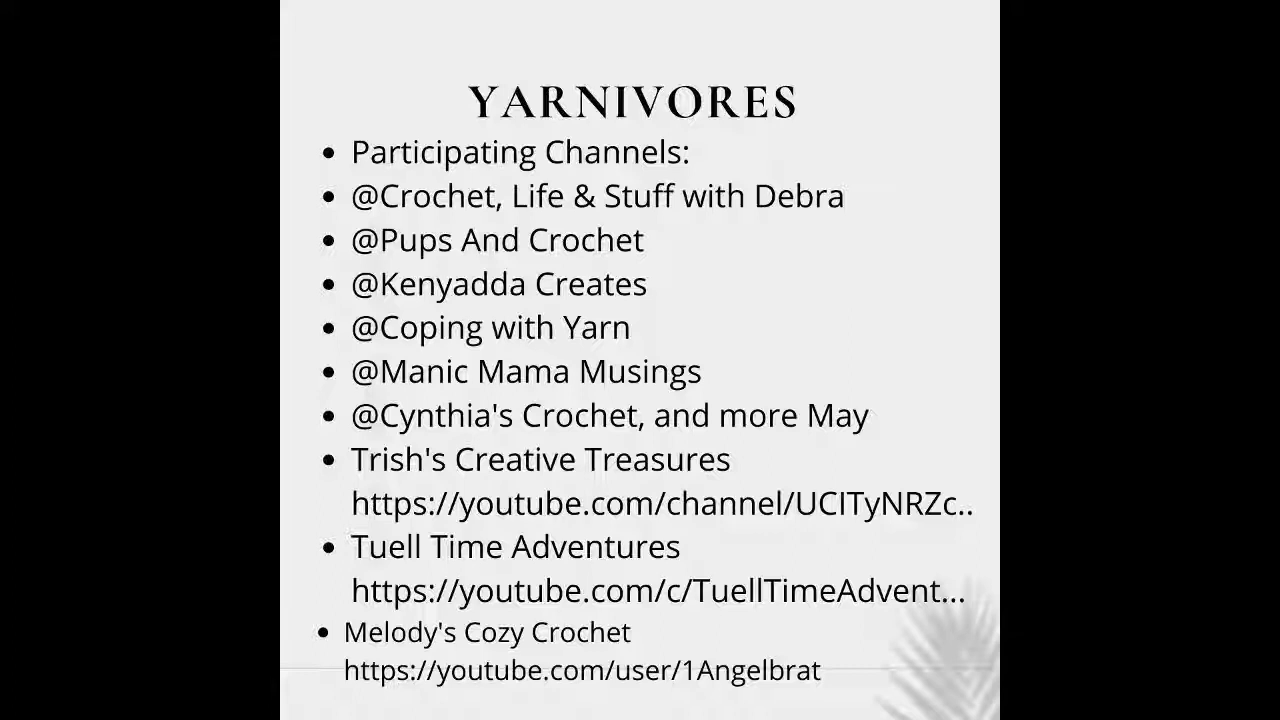 YARNIVORES
• Participating Channels:
• @Crochet, Life & Stuff with Debra
• @Pups And Crochet
• @Kenyadda Creates
• @Coping with Yarn
• @Manic Mama Musings
• @Cynthia's Crochet, and more May
• Trish's Creative Treasures
https://youtube.com/channel/UCITyNRZc..
• Tuell Time Adventures
https://youtube.com/c/TuellTimeAdvent...
• Melody's Cozy Crochet
https://youtube.com/user/1Angelbrat